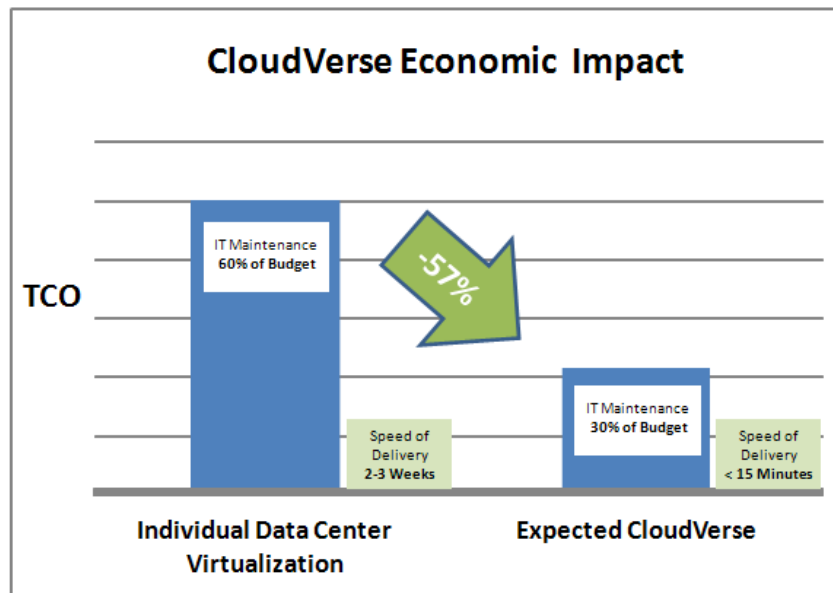 CloudVerse Economic Impact
TCO
IT Maintenance
60% of Budget
-57%
Speed of
Delivery
2-3 Weeks
IT Maintenance
30% of Budget
Speed of
Delivery
< 15 Minutes
Individual Data Center
Virtualization
Expected CloudVerse